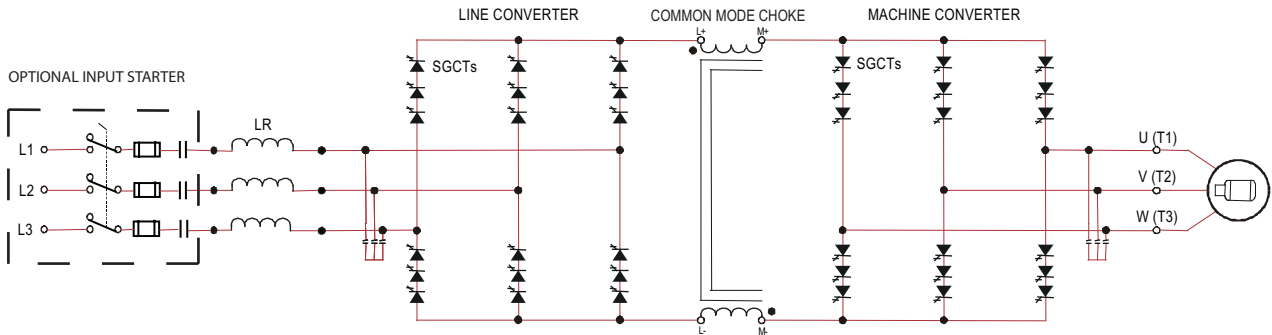 LINE CONVERTER
COMMON MODE CHOKE
MACHINE CONVERTER
L+
M+
OPTIONAL INPUT STARTER
SGCTs
SGCTs
LR
L1
U (T1)
L2
V (T2)
L3
W (T3)
L-
M-